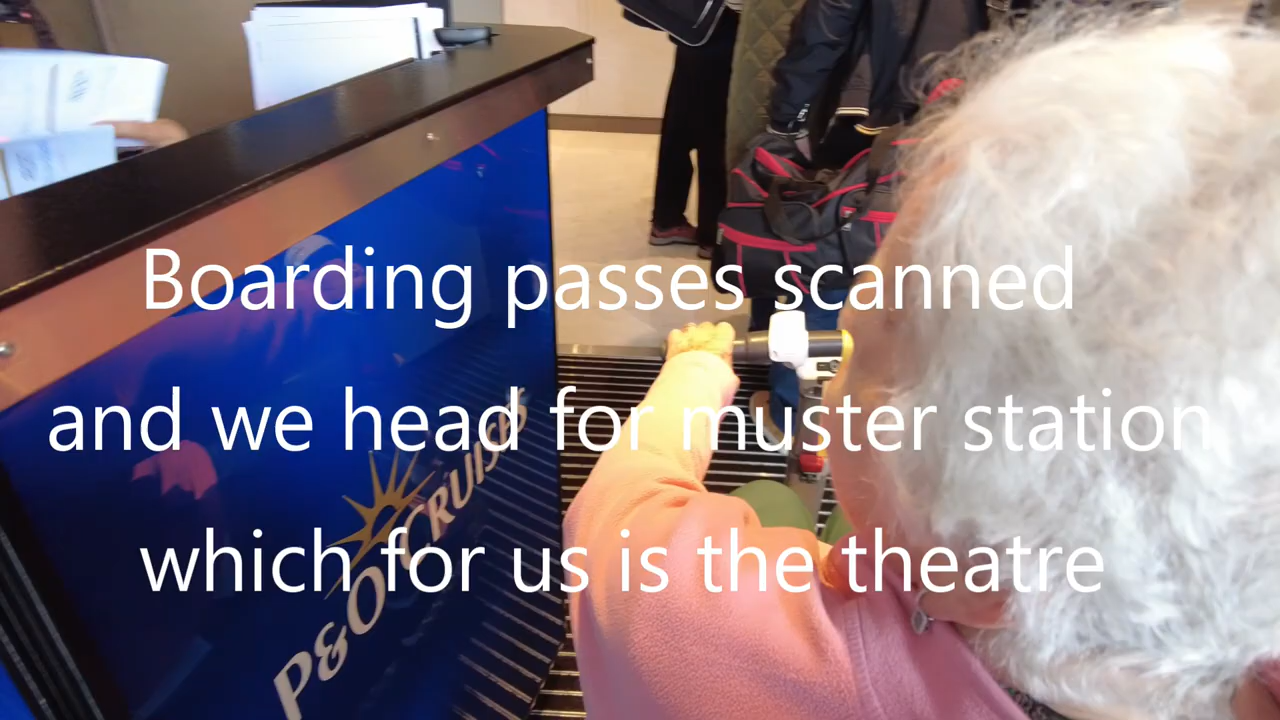 Boarding passes scanned
and we head for muster station
which for us is the theatre
P&O CRUISES